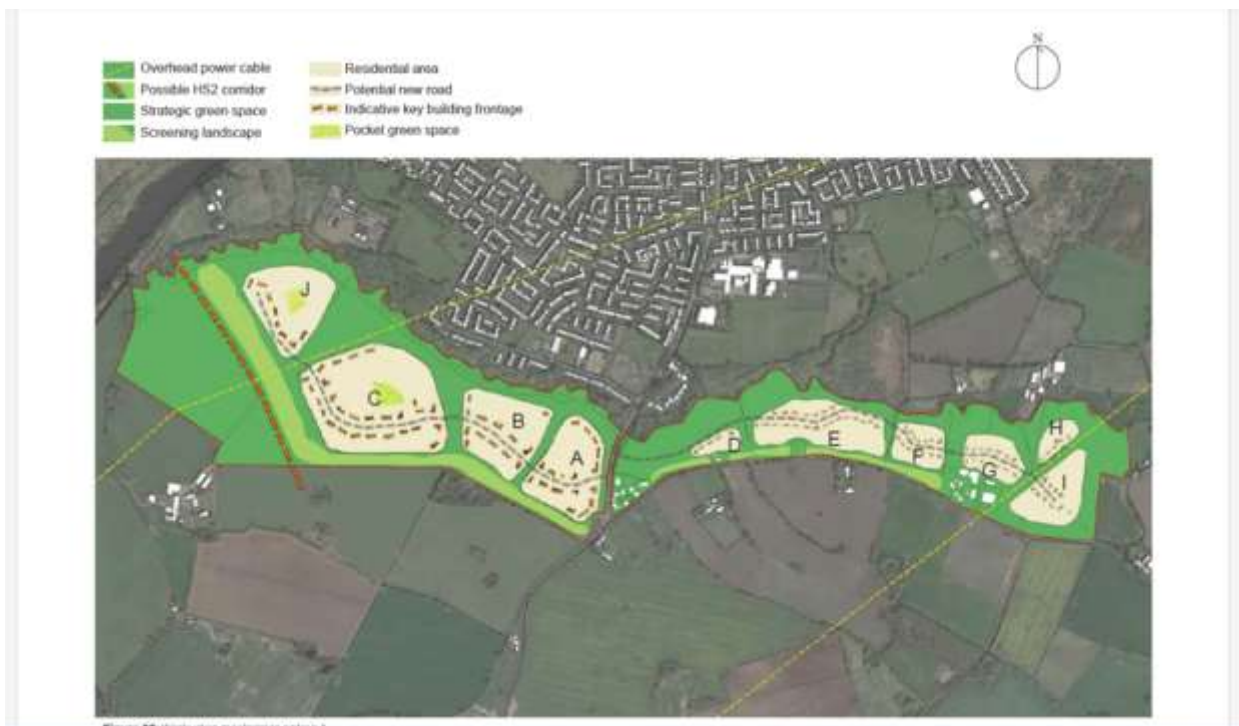 N
Overhead power cable
Possible HS2 corridor
Strategic green space
Screening landscape
Residential area
Potential new road
Indicative key building frontage
Pocket green space
J
C
B
A
D
E
F
G
H
I